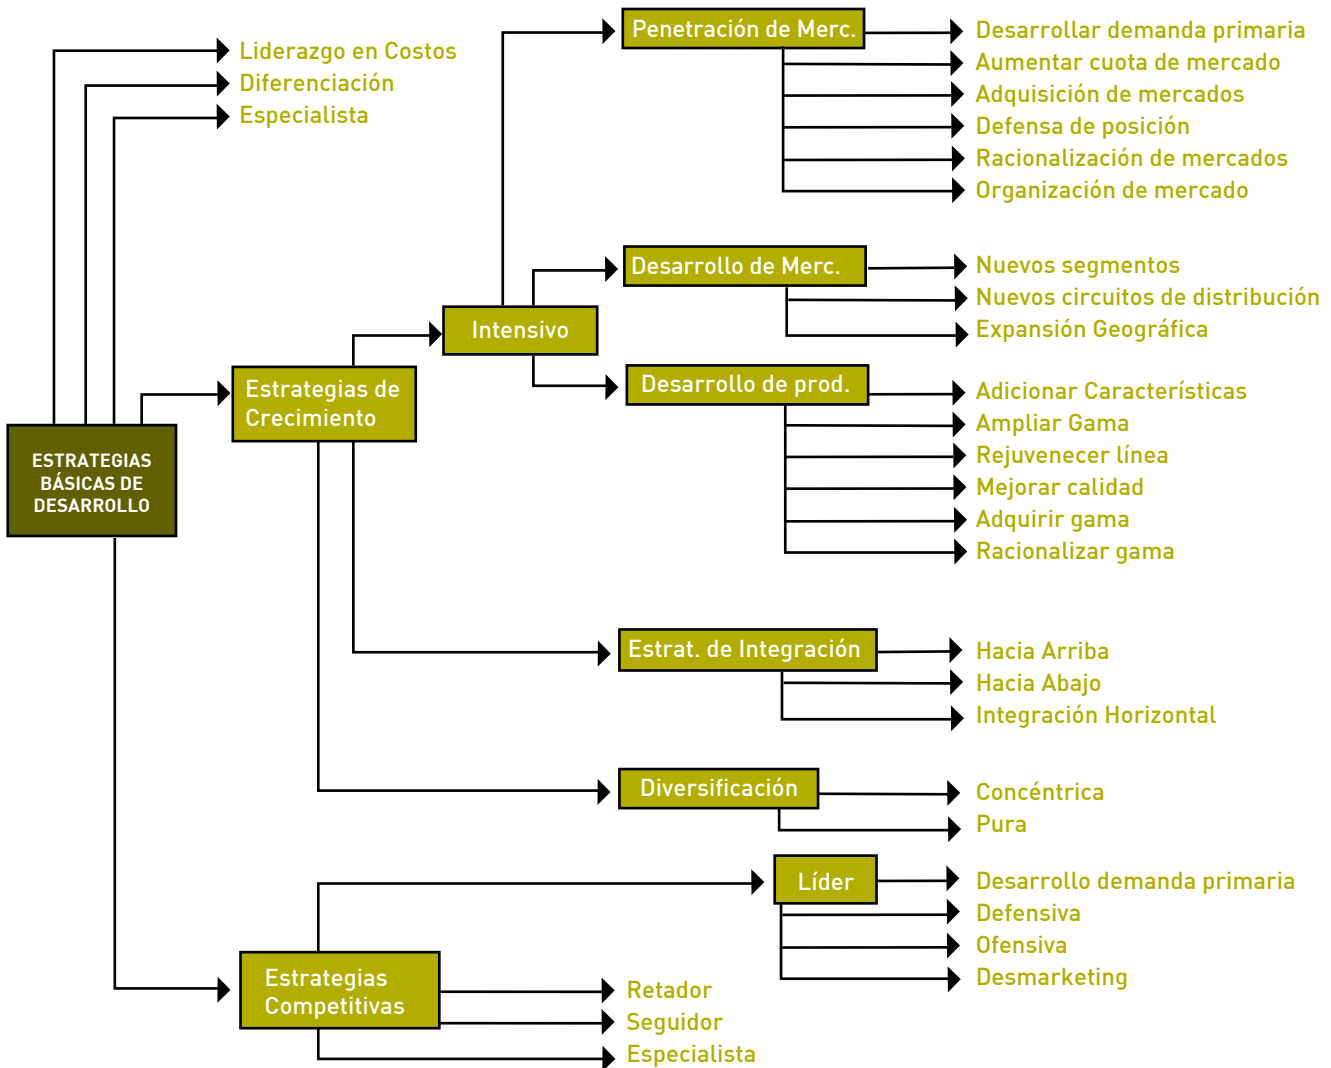 Liderazgo en Costos
Diferenciación
Especialista
ESTRATEGIAS
BÁSICAS DE
DESARROLLO
Estrategias de
Crecimiento
Intensivo
Penetración de Merc.
Desarrollar demanda primaria
Aumentar cuota de mercado
Adquisición de mercados
Defensa de posición
Racionalización de mercados
Organización de mercado
Desarrollo de Merc.
Nuevos segmentos
Nuevos circuitos de distribución
Expansión Geográfica
Desarrollo de prod.
Adicionar Características
Ampliar Gama
Rejuvenecer línea
Mejorar calidad
Adquirir gama
Racionalizar gama
Estrat. de Integración
Hacia Arriba
Hacia Abajo
Integración Horizontal
Diversificación
Concéntrica
Pura
Estrategias
Competitivas
Líder
Desarrollo demanda primaria
Defensiva
Ofensiva
Desmarketing
Retador
Seguidor
Especialista